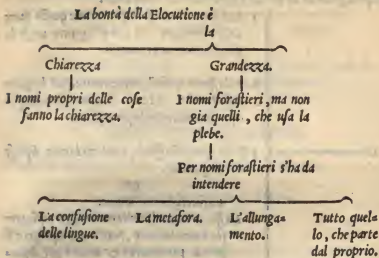 La bontà della Elocutione è
la
Chiarezza
Grandezza.
I nomi propri delle cose
fanno la chiarezza.
I nomi forastieri, ma non
gia quelli, che usa la
plebe.
Per nomi forastieri s'ha da
intendere
La confusione
delle lingue.
La metafora.
L'allunga=
mento.
Tutto quel=
lo, che parte
dal proprio.